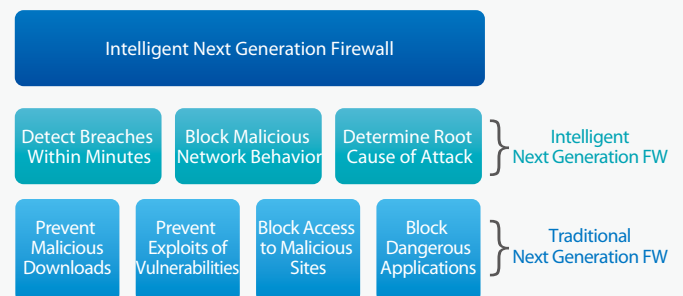 Intelligent Next Generation Firewall
Detect Breaches
Within Minutes
Block Malicious
Network Behavior
Determine Root
Cause of Attack
Intelligent
Next Generation FW
Prevent
Malicious
Downloads
Prevent
Exploits of
Vulnerabilities
Block Access
to Malicious
Sites
Block
Dangerous
Applications
Traditional
Next Generation FW